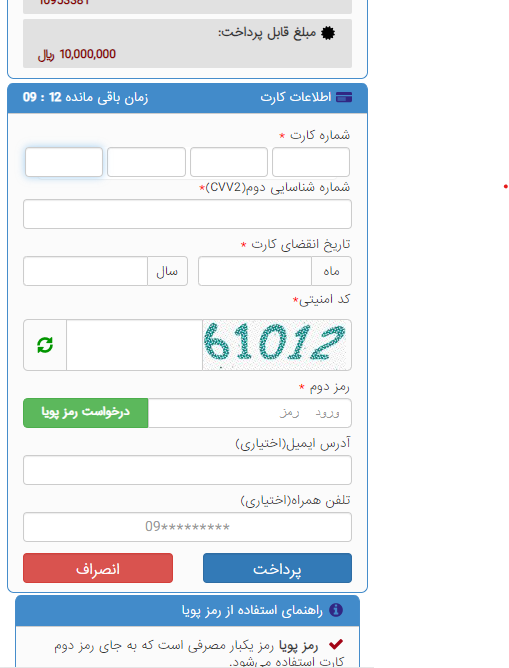 10953381
مبلغ قابل پرداخت:
10,000,000 ریال
اطلاعات کارت
زمان باقی مانده 12 : 09
شماره کارت *
شماره شناسایی دوم(CVV2)*
تاریخ انقضای کارت *
ماه
سال
کد امنیتی*
61012
رمز دوم *
ورود رمز
درخواست رمز پویا
آدرس ایمیل(اختیاری)
تلفن همراه(اختیاری)
09*********
پرداخت
انصراف
راهنمای استفاده از رمز پویا
رمز پویا رمز یکبار مصرفی است که به جای رمز دوم
کارت استفاده می‌شود.